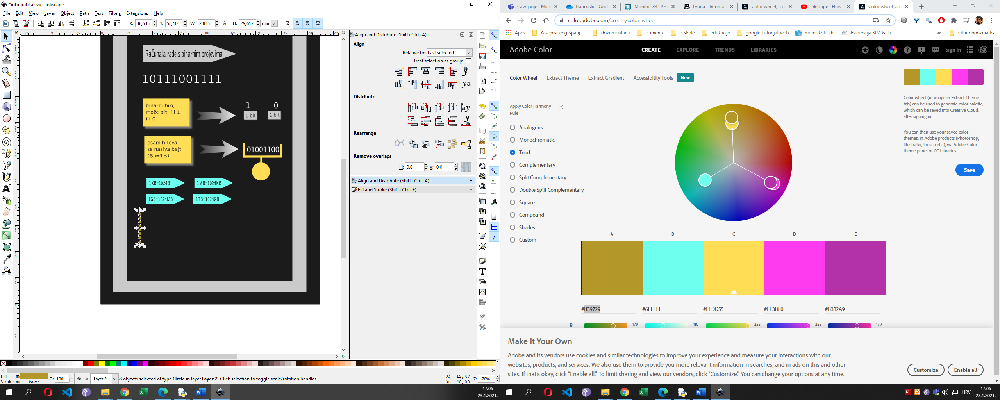 *infografika.svg - Inkscape
File Edit View Layer Object Path Text Filters Extensions Help
X: 36,535 Y: 58,184 W: 2,835 H: 29,617 mm
Računala rade s binarnim brojevima
10111001111
binarni broj
može biti ili 1
ili 0
1 0
1 bit 1 bit
osam bitova
se naziva bajt
(8b=1B)
01001100
1KB=1024B 1MB=1024KB
1GB=1024MB 1TB=1024GB
Align and Distribute (Shift+Ctrl+A)
Align
Relative to: Last selected
Treat selection as group:
Distribute
Rearrange
Remove overlaps
H: 0,0 V: 0,0
Align and Distribute (Shift+Ctrl+A)
Fill and Stroke (Shift+Ctrl+F)
Fill: m
Stroke: m None
O: 100
•Layer 2
8 objects selected of type Circle in layer Layer 2. Click selection to toggle scale/rotation handles.
X: 12,47
Y: -48,00
Z: 70%
17:06
23.1.2021.
Čavrljanje | Micr
francuski - OneD
Monitor 34" PHI
Lynda - Infograp
Color wheel, a c
Inkscape | How
Color wheel, a c
color.adobe.com/create/color-wheel
Apps časopisi_eng_španj_... dokumentarci e-imenik e-skole edukacije google_tutorijal_web mdm.skole5.hr Evidencija SIM karti... » Other bookmarks
Adobe Color
CREATE EXPLORE TRENDS LIBRARIES
Sign In
Color Wheel Extract Theme Extract Gradient Accessibility Tools New
Apply Color Harmony
Rule
Analogous
Monochromatic
Triad
Complementary
Split Complementary
Double Split Complementary
Square
Compound
Shades
Custom
Color wheel (or image in Extract Theme
tab) can be used to generate color palette,
which can be saved into Creative Cloud,
after signing in.
You can then use your saved color
themes, in Adobe products (Photoshop,
Illustrator, Fresco etc.), via Adobe Color
theme panel or CC Libraries.
Save
A B C D E
#B39729 #6EFFEF #FFDD55 #FF3BF0 #B332A9
R 179 110 255 255 179
Make It Your Own
Adobe and its vendors use cookies and similar technologies to improve your experience and measure your interactions with our
websites, products, and services. We also use them to provide you more relevant information in searches, and in ads on this and other
sites. If that's okay, click "Enable all." To limit sharing and view our vendors, click "Customize." You can change your options at any time.
Customize Enable all
HRV
17:06
23.1.2021.